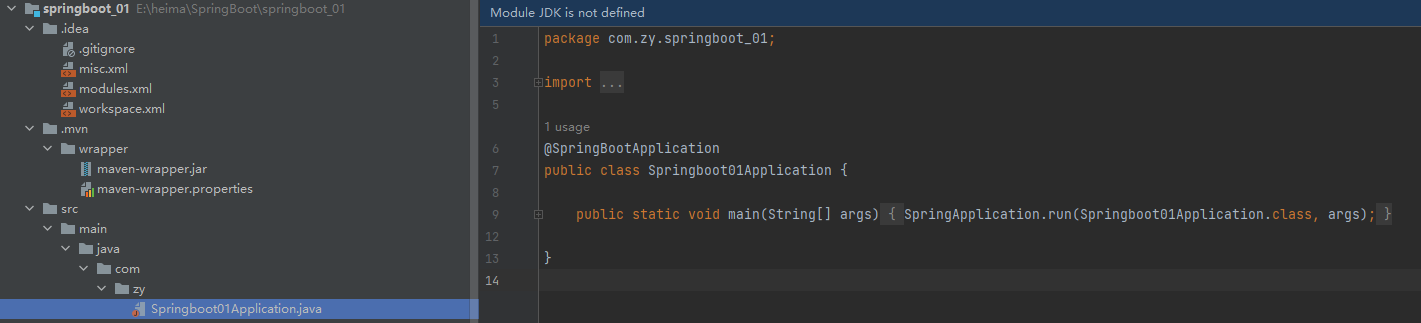 springboot_01 E:\heima\SpringBoot\springboot_01
.idea
.gitignore
misc.xml
modules.xml
workspace.xml
.mvn
wrapper
maven-wrapper.jar
maven-wrapper.properties
src
main
java
com
zy
Springboot01Application.java
Module JDK is not defined
1 package com.zy.springboot_01;
2
3 import ...
5
1 usage
6 @SpringBootApplication
7 public class Springboot01Application {
8
9 public static void main(String[] args) { SpringApplication.run(Springboot01Application.class, args); }
12
13 }
14